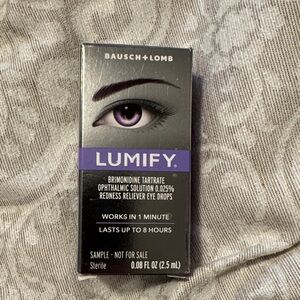 BAUSCH+LOMB
LUMIFY
BRIMONIDINE TARTRATE
OPHTHALMIC SOLUTION 0.025%
REDNESS RELIEVER EYE DROPS
WORKS IN 1 MINUTE
LASTS UP TO 8 HOURS
SAMPLE - NOT FOR SALE
Sterile 0.08 FL OZ (2.5 mL)